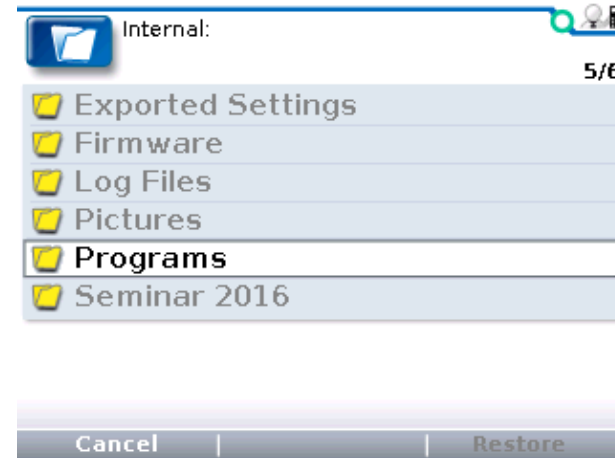 Internal:
5/6
Exported Settings
Firmware
Log Files
Pictures
Programs
Seminar 2016
Cancel | | Restore